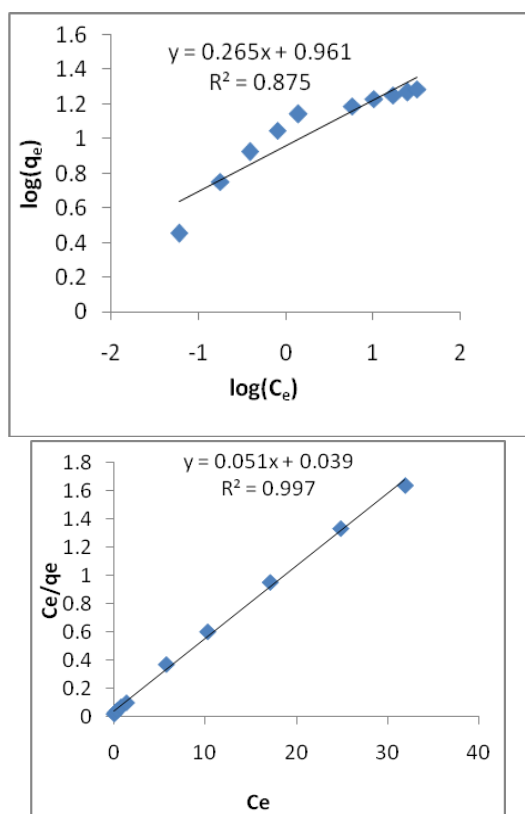 y = 0.265x + 0.961
R² = 0.875
1.6
1.4
1.2
1
0.8
0.6
0.4
0.2
0
log(qₑ)
-2 -1 0 1 2
log(Cₑ)
y = 0.051x + 0.039
R² = 0.997
1.8
1.6
1.4
1.2
1
0.8
0.6
0.4
0.2
0
Ce/qe
0 10 20 30 40
Ce